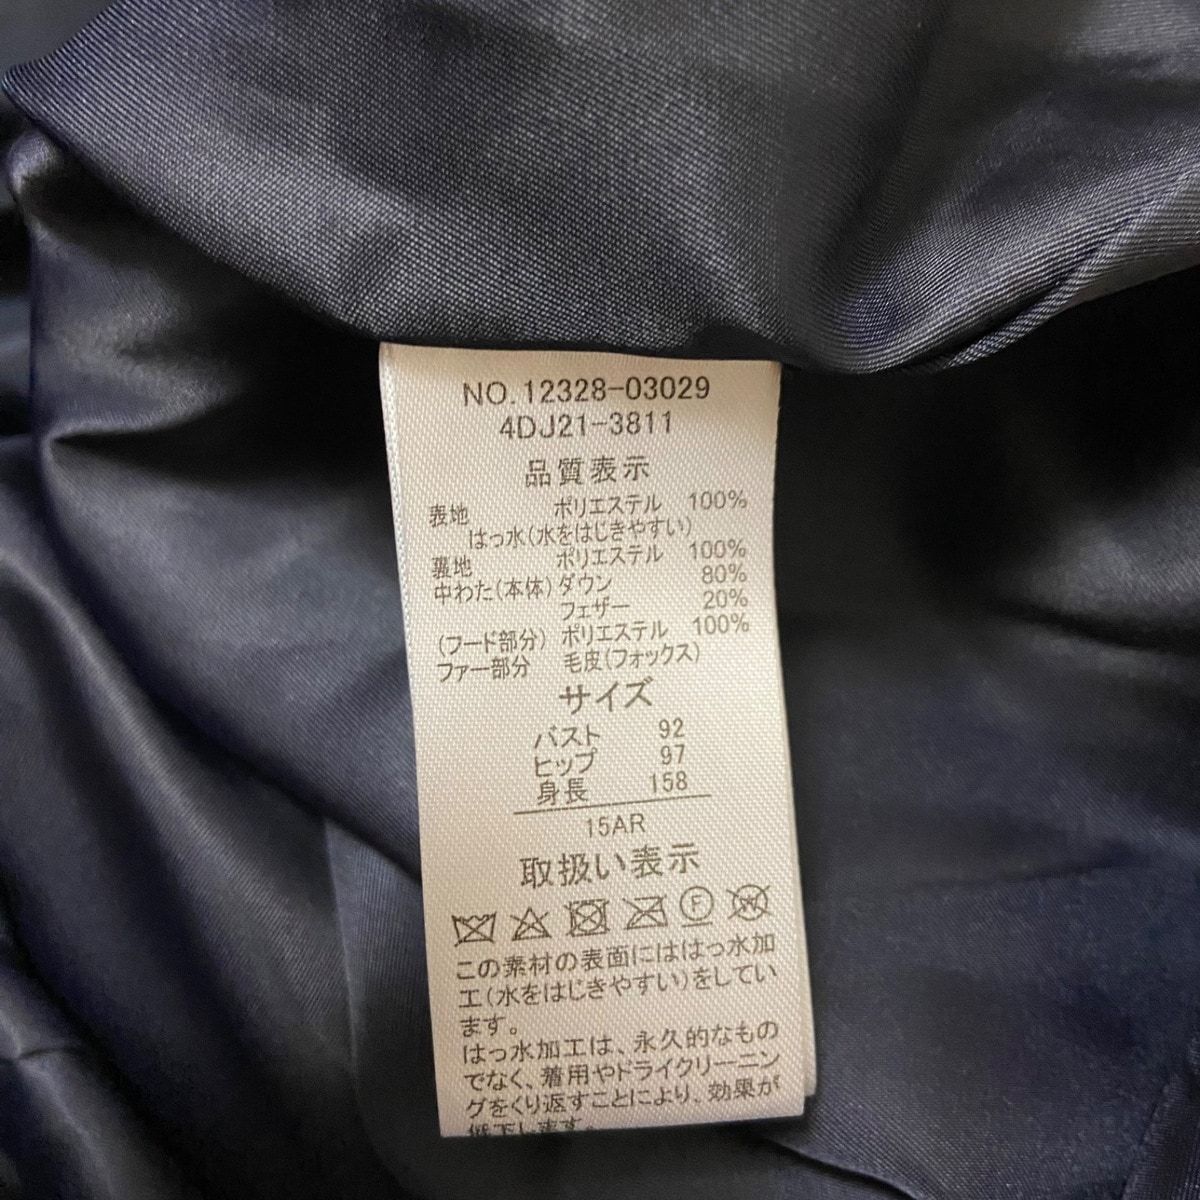 NO.12328-03029
4DJ21-3811
品質表示
表地 ポリエステル 100%
はっ水(水をはじきやすい)
裏地 ポリエステル 100%
中わた(本体)ダウン 80%
フェザー 20%
(フード部分) ポリエステル 100%
ファー部分 毛皮(フォックス)
サイズ
バスト 92
ヒップ 97
身長 158
15AR
取扱い表示
F W
この素材の表面にははっ水加
工(水をはじきやすい)をしてい
ます。
はっ水加工は、永久的なもの
でなく、着用やドライクリーニン
グをくり返すことにより、効果が
低下します。